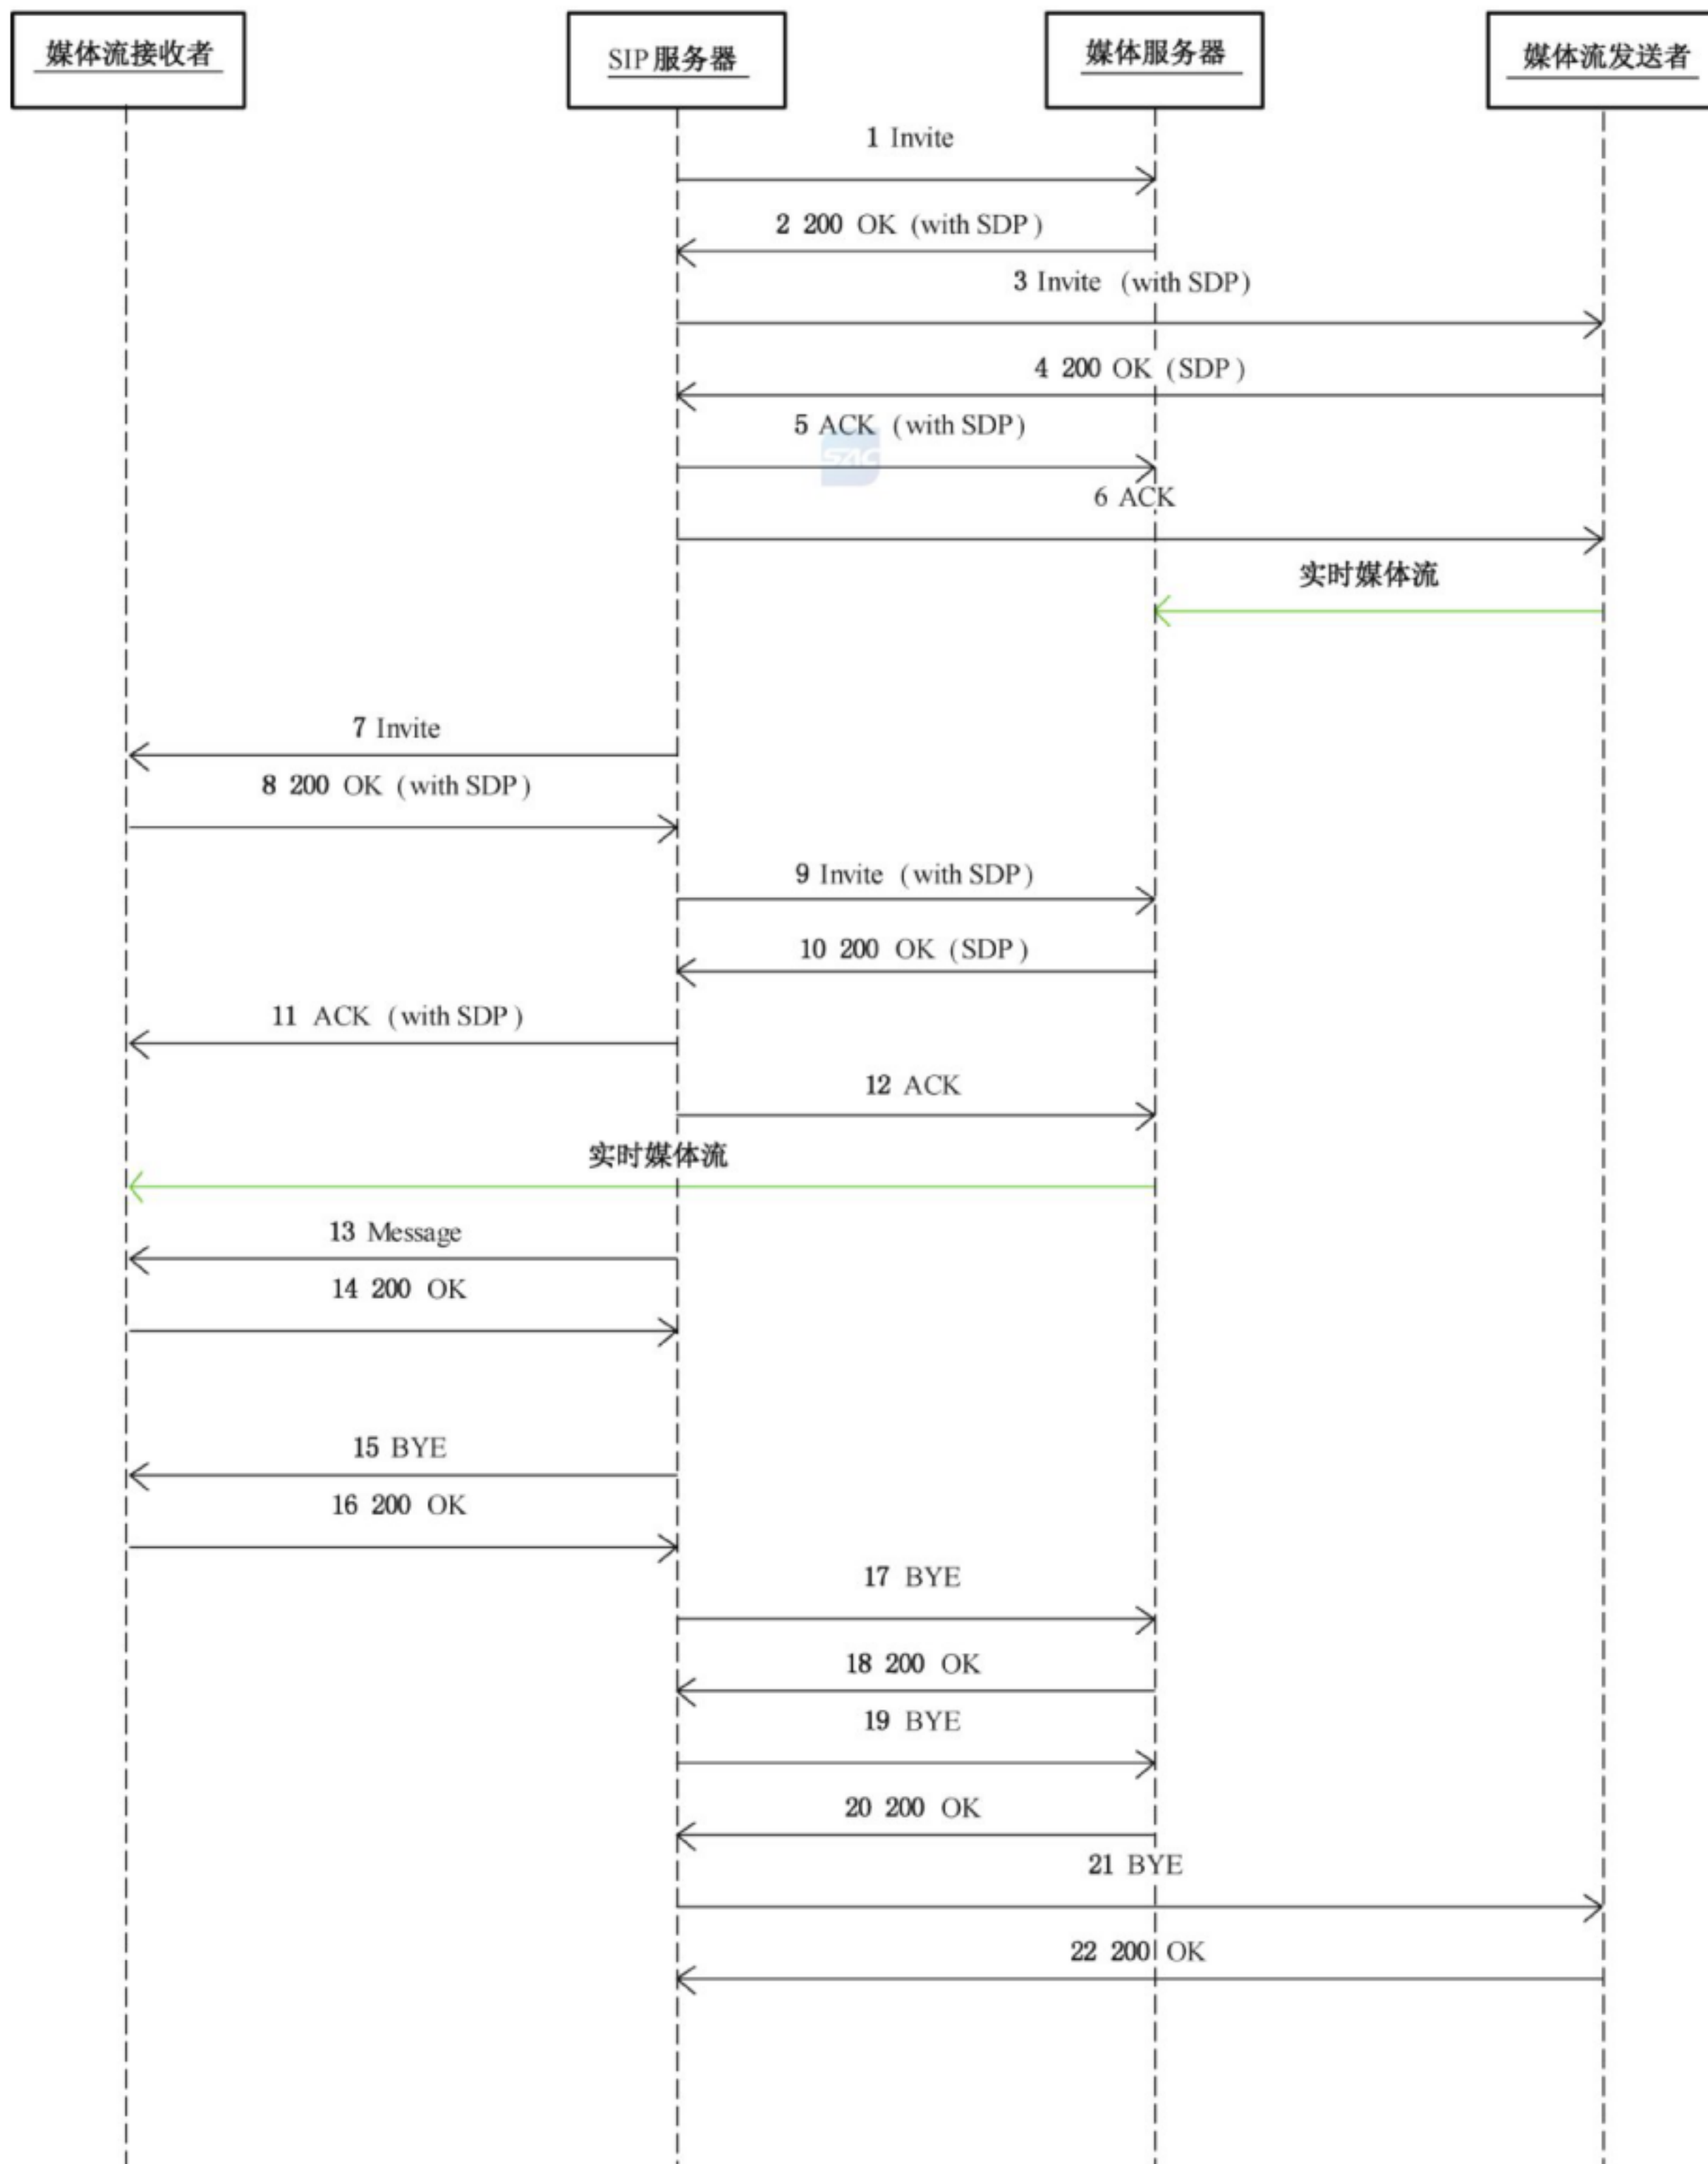 媒体流接收者
SIP服务器
媒体服务器
媒体流发送者
1 Invite
2 200 OK (with SDP)
3 Invite (with SDP)
4 200 OK (SDP)
5 ACK (with SDP)
SAC
6 ACK
实时媒体流
7 Invite
8 200 OK (with SDP)
9 Invite (with SDP)
10 200 OK (SDP)
11 ACK (with SDP)
12 ACK
实时媒体流
13 Message
14 200 OK
15 BYE
16 200 OK
17 BYE
18 200 OK
19 BYE
20 200 OK
21 BYE
22 200 OK